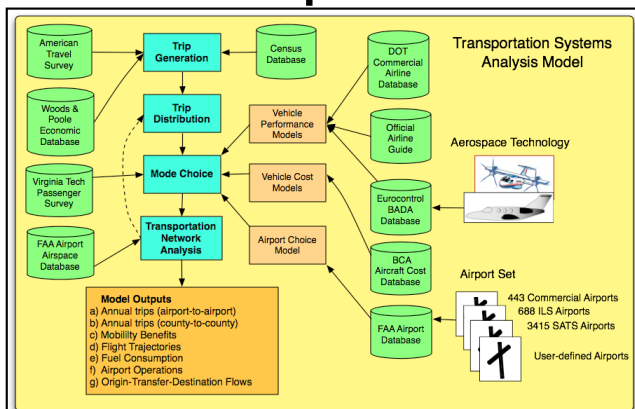 Transportation Systems
Analysis Model
American
Travel
Survey
Trip
Generation
Census
Database
DOT
Commercial
Airline
Database
Woods &
Poole
Economic
Database
Trip
Distribution
Vehicle
Performance
Models
Official
Airline
Guide
Aerospace Technology
Virginia Tech
Passenger
Survey
Mode Choice
Vehicle Cost
Models
Eurocontrol
BADA
Database
FAA Airport
Airspace
Database
Transportation
Network
Analysis
Airport Choice
Model
BCA
Aircraft Cost
Database
Airport Set
Model Outputs
a) Annual trips (airport-to-airport)
b) Annual trips (county-to-county)
c) Mobililty Benefits
d) Flight Trajectories
e) Fuel Consumption
f) Airport Operations
g) Origin-Transfer-Destination Flows
FAA Airport
Database
443 Commercial Airports
688 ILS Airports
3415 SATS Airports
User-defined Airports